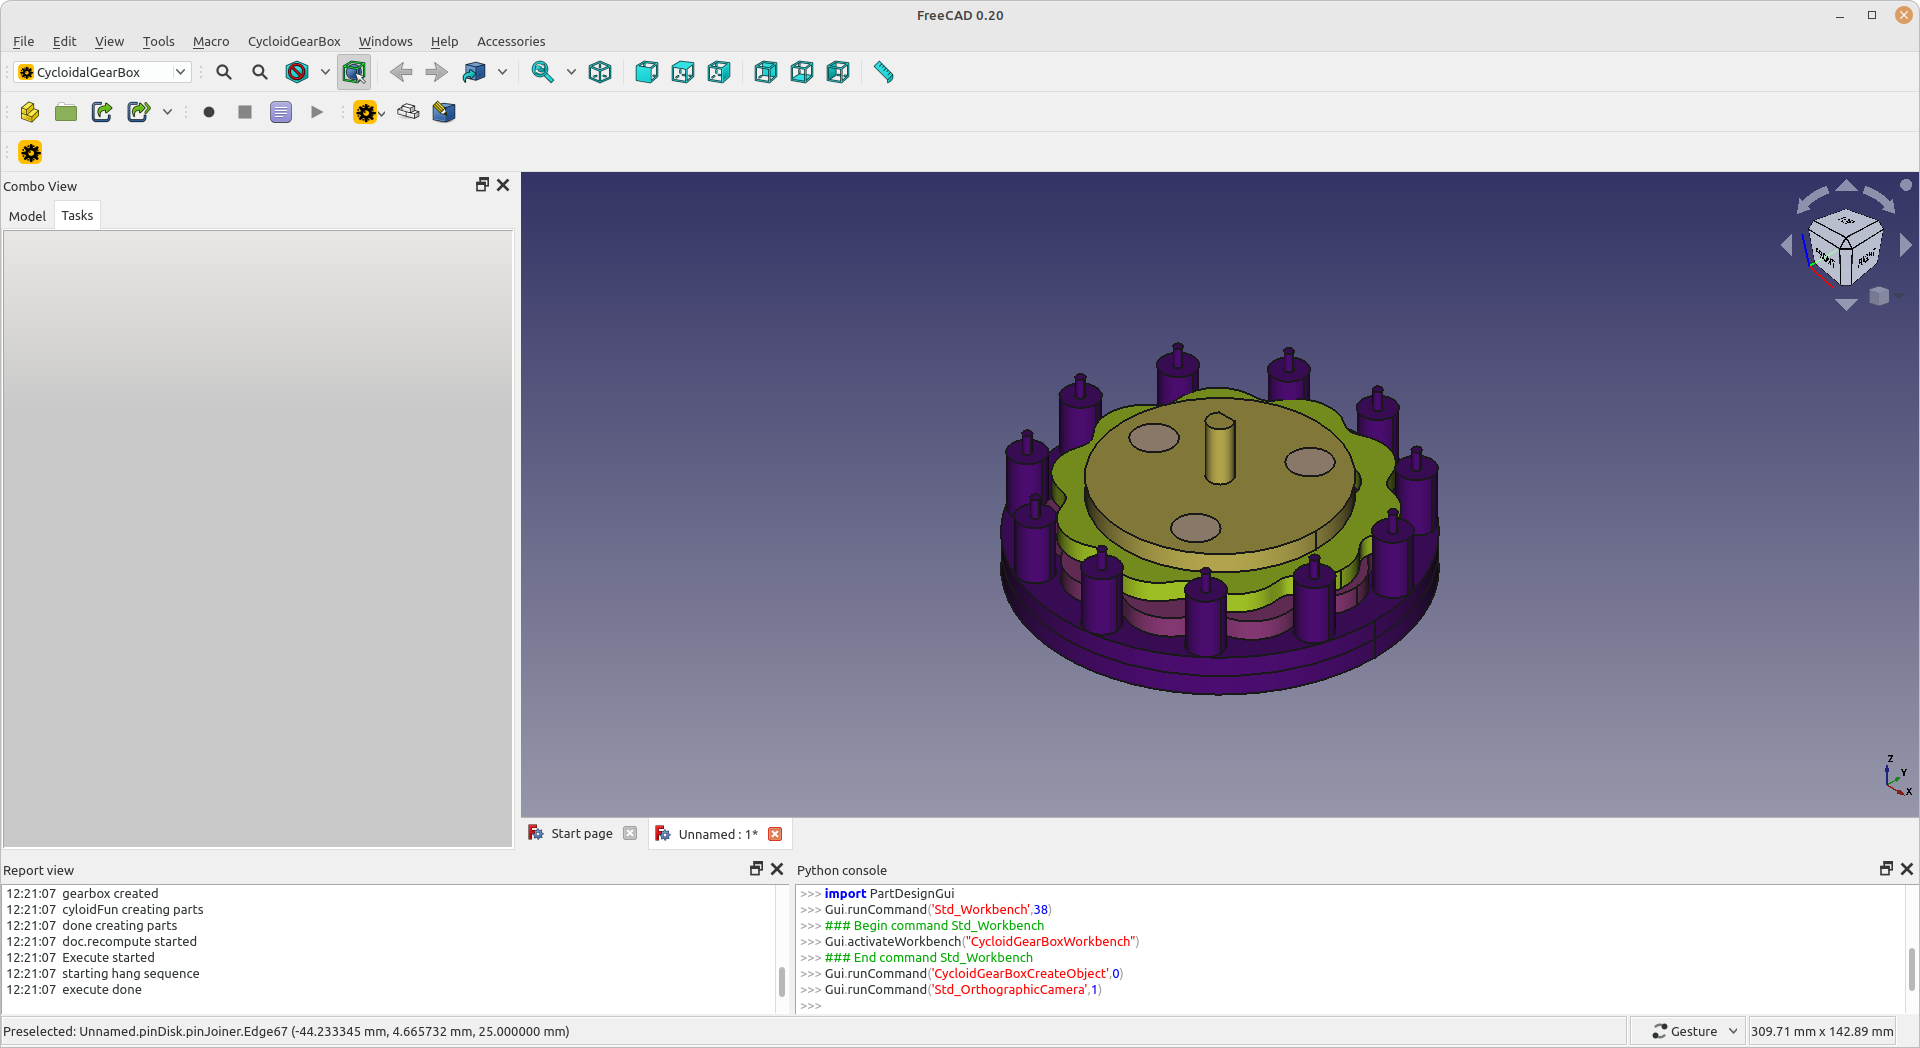 FreeCAD 0.20
File Edit View Tools Macro CycloidGearBox Windows Help Accessories
CycloidalGearBox
Combo View
Model Tasks
Z
Y
X
Start page
Unnamed : 1*
Report view
12:21:07 gearbox created
12:21:07 cyloidFun creating parts
12:21:07 done creating parts
12:21:07 doc.recompute started
12:21:07 Execute started
12:21:07 starting hang sequence
12:21:07 execute done
Python console
>>> import PartDesignGui
>>> Gui.runCommand('Std_Workbench',38)
>>> ### Begin command Std_Workbench
>>> Gui.activateWorkbench("CycloidGearBoxWorkbench")
>>> ### End command Std_Workbench
>>> Gui.runCommand('CycloidGearBoxCreateObject',0)
>>> Gui.runCommand('Std_OrthographicCamera',1)
>>>
Preselected: Unnamed.pinDisk.pinJoiner.Edge67 (-44.233345 mm, 4.665732 mm, 25.000000 mm)
Gesture
309.71 mm x 142.89 mm